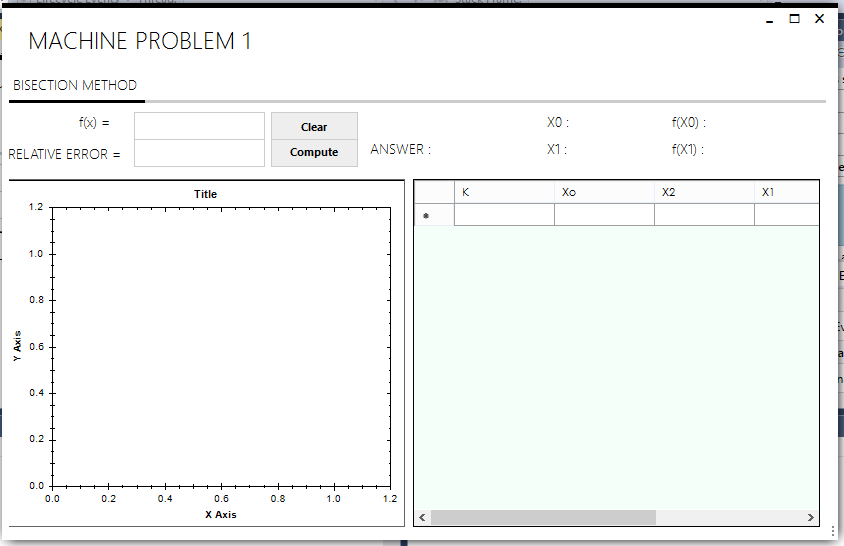 MACHINE PROBLEM 1
BISECTION METHOD
f(x) =
Clear
X0 :
f(X0) :
RELATIVE ERROR =
Compute
ANSWER :
X1 :
f(X1) :
Title
K
Xo
X2
X1
*
1.2
1.0
0.8
0.6
0.4
0.2
0.0
Y Axis
0.0 0.2 0.4 0.6 0.8 1.0 1.2
X Axis